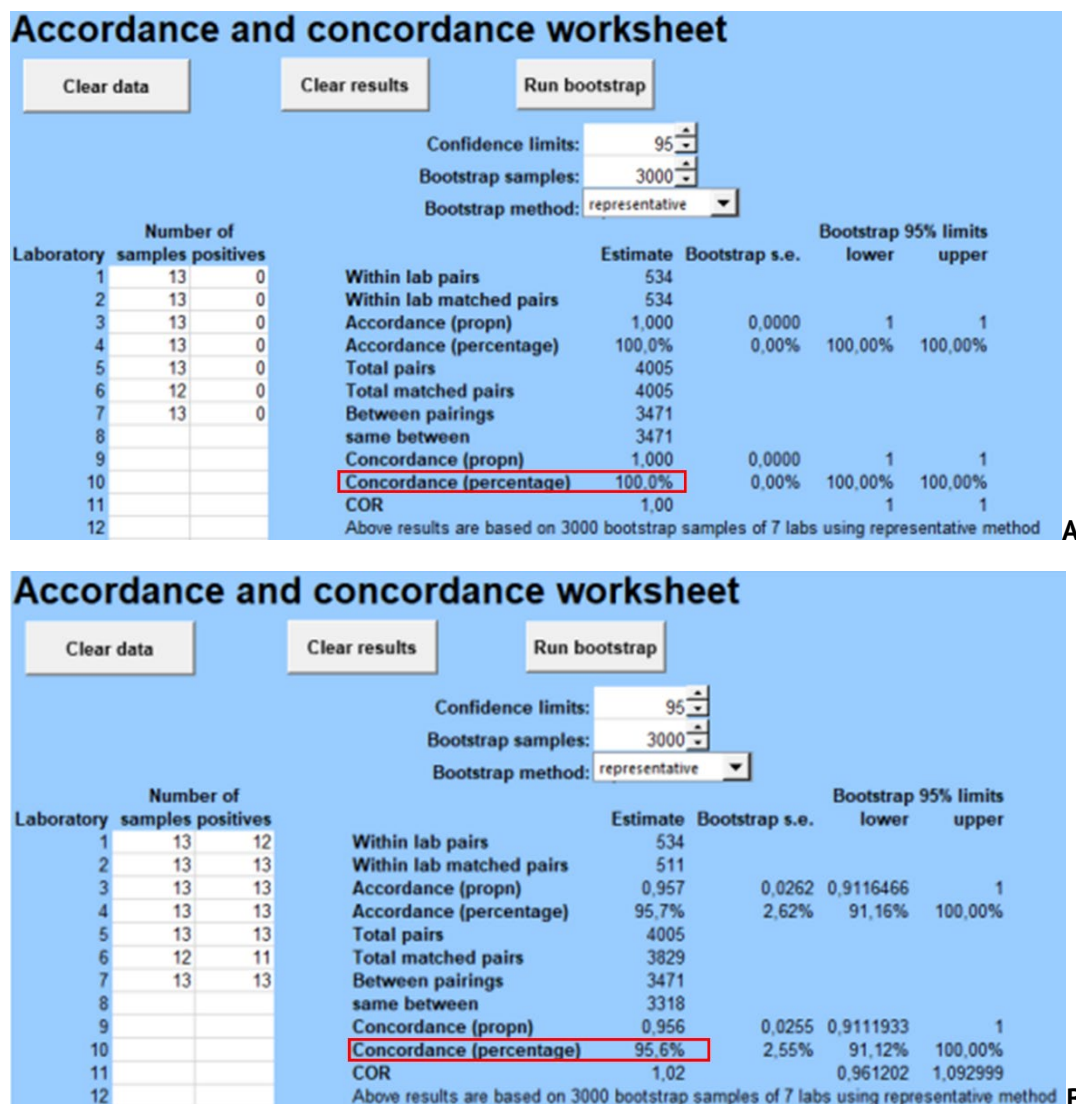 Accordance and concordance worksheet
Clear data Clear results Run bootstrap
Confidence limits: 95
Bootstrap samples: 3000
Bootstrap method: representative
Number of Bootstrap 95% limits
Laboratory samples positives Estimate Bootstrap s.e. lower upper
1 13 0 Within lab pairs 534
2 13 0 Within lab matched pairs 534
3 13 0 Accordance (propn) 1,000 0,0000 1 1
4 13 0 Accordance (percentage) 100,0% 0,00% 100,00% 100,00%
5 13 0 Total pairs 4005
6 12 0 Total matched pairs 4005
7 13 0 Between pairings 3471
8 same between 3471
9 Concordance (propn) 1,000 0,0000 1 1
10 Concordance (percentage) 100,0% 0,00% 100,00% 100,00%
11 COR 1,00 1 1
12 Above results are based on 3000 bootstrap samples of 7 labs using representative method A
Accordance and concordance worksheet
Clear data Clear results Run bootstrap
Confidence limits: 95
Bootstrap samples: 3000
Bootstrap method: representative
Number of Bootstrap 95% limits
Laboratory samples positives Estimate Bootstrap s.e. lower upper
1 13 12 Within lab pairs 534
2 13 13 Within lab matched pairs 511
3 13 13 Accordance (propn) 0,957 0,0262 0,9116466 1
4 13 13 Accordance (percentage) 95,7% 2,62% 91,16% 100,00%
5 13 13 Total pairs 4005
6 12 11 Total matched pairs 3829
7 13 13 Between pairings 3471
8 same between 3318
9 Concordance (propn) 0,956 0,0255 0,9111933 1
10 Concordance (percentage) 95,6% 2,55% 91,12% 100,00%
11 COR 1,02 0,961202 1,092999
12 Above results are based on 3000 bootstrap samples of 7 labs using representative method